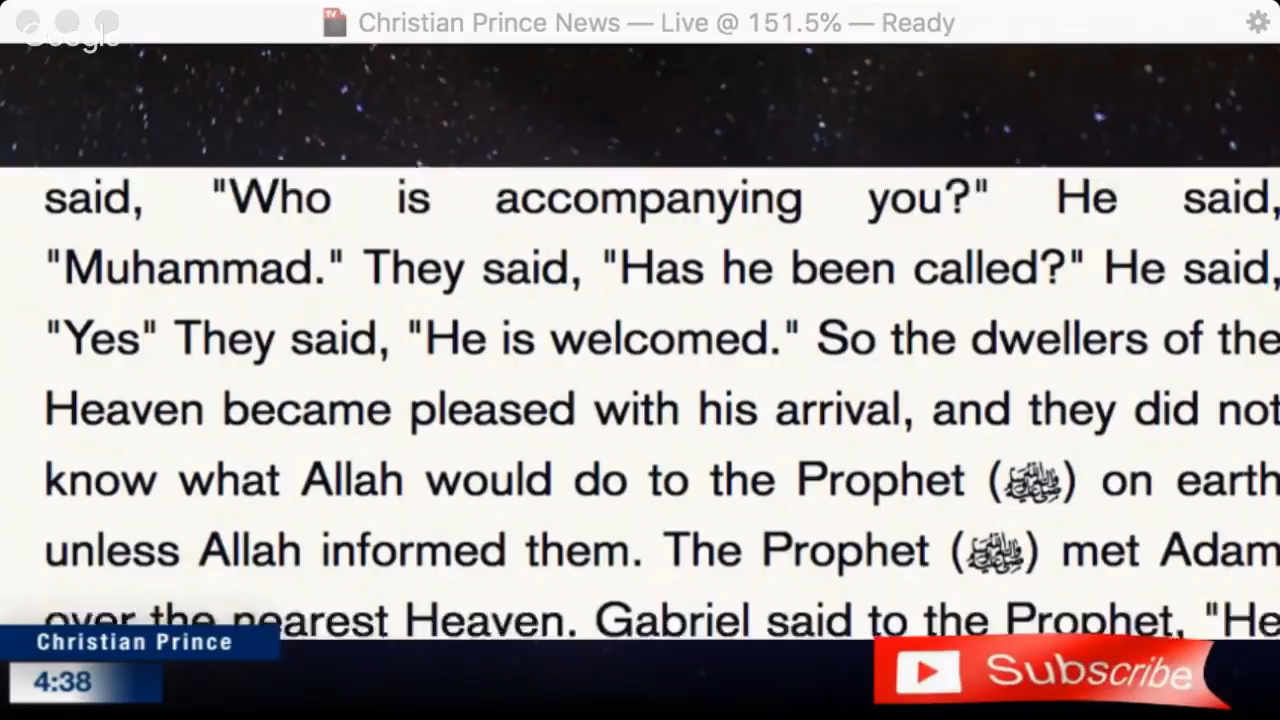 Christian Prince News — Live @ 151.5% — Ready
Google
said, "Who is accompanying you?" He said,
"Muhammad." They said, "Has he been called?" He said,
"Yes" They said, "He is welcomed." So the dwellers of the
Heaven became pleased with his arrival, and they did not
know what Allah would do to the Prophet (ﷺ) on earth
unless Allah informed them. The Prophet (ﷺ) met Adam
over the nearest Heaven. Gabriel said to the Prophet, "He
Christian Prince
4:38
Subscribe